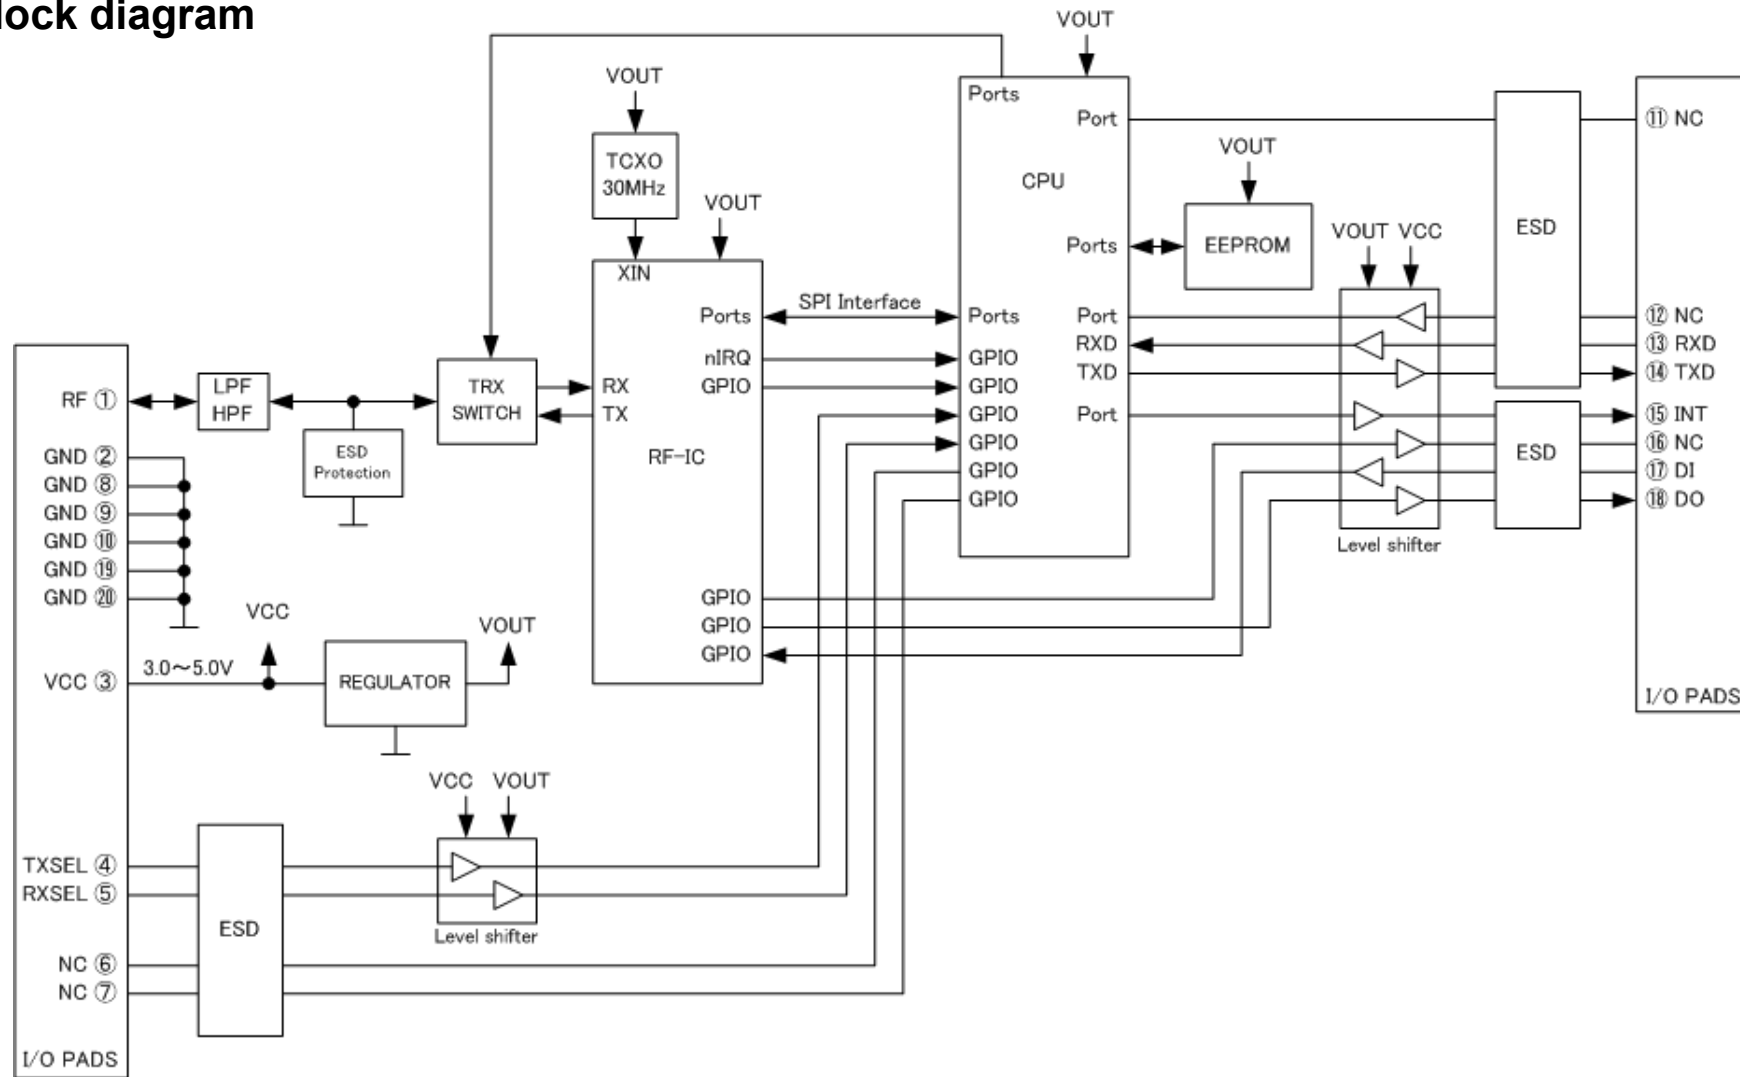 lock diagram
VOUT
VOUT
TCXO
30MHz
VOUT
XIN
Ports
nIRQ
GPIO
RX
TX
RF-IC
GPIO
GPIO
GPIO
SPI Interface
Ports
Port
CPU
Ports
Ports
Port
RXD
TXD
Port
GPIO
GPIO
GPIO
GPIO
GPIO
GPIO
VOUT
EEPROM
VOUT VCC
Level shifter
ESD
ESD
⑪ NC
⑫ NC
⑬ RXD
⑭ TXD
⑮ INT
⑯ NC
⑰ DI
⑱ DO
I/O PADS
RF ①
LPF
HPF
ESD
Protection
TRX
SWITCH
GND ②
GND ⑧
GND ⑨
GND ⑩
GND ⑲
GND ⑳
VCC
3.0~5.0V
VCC ③
REGULATOR
VOUT
VCC VOUT
Level shifter
TXSEL ④
RXSEL ⑤
ESD
NC ⑥
NC ⑦
I/O PADS